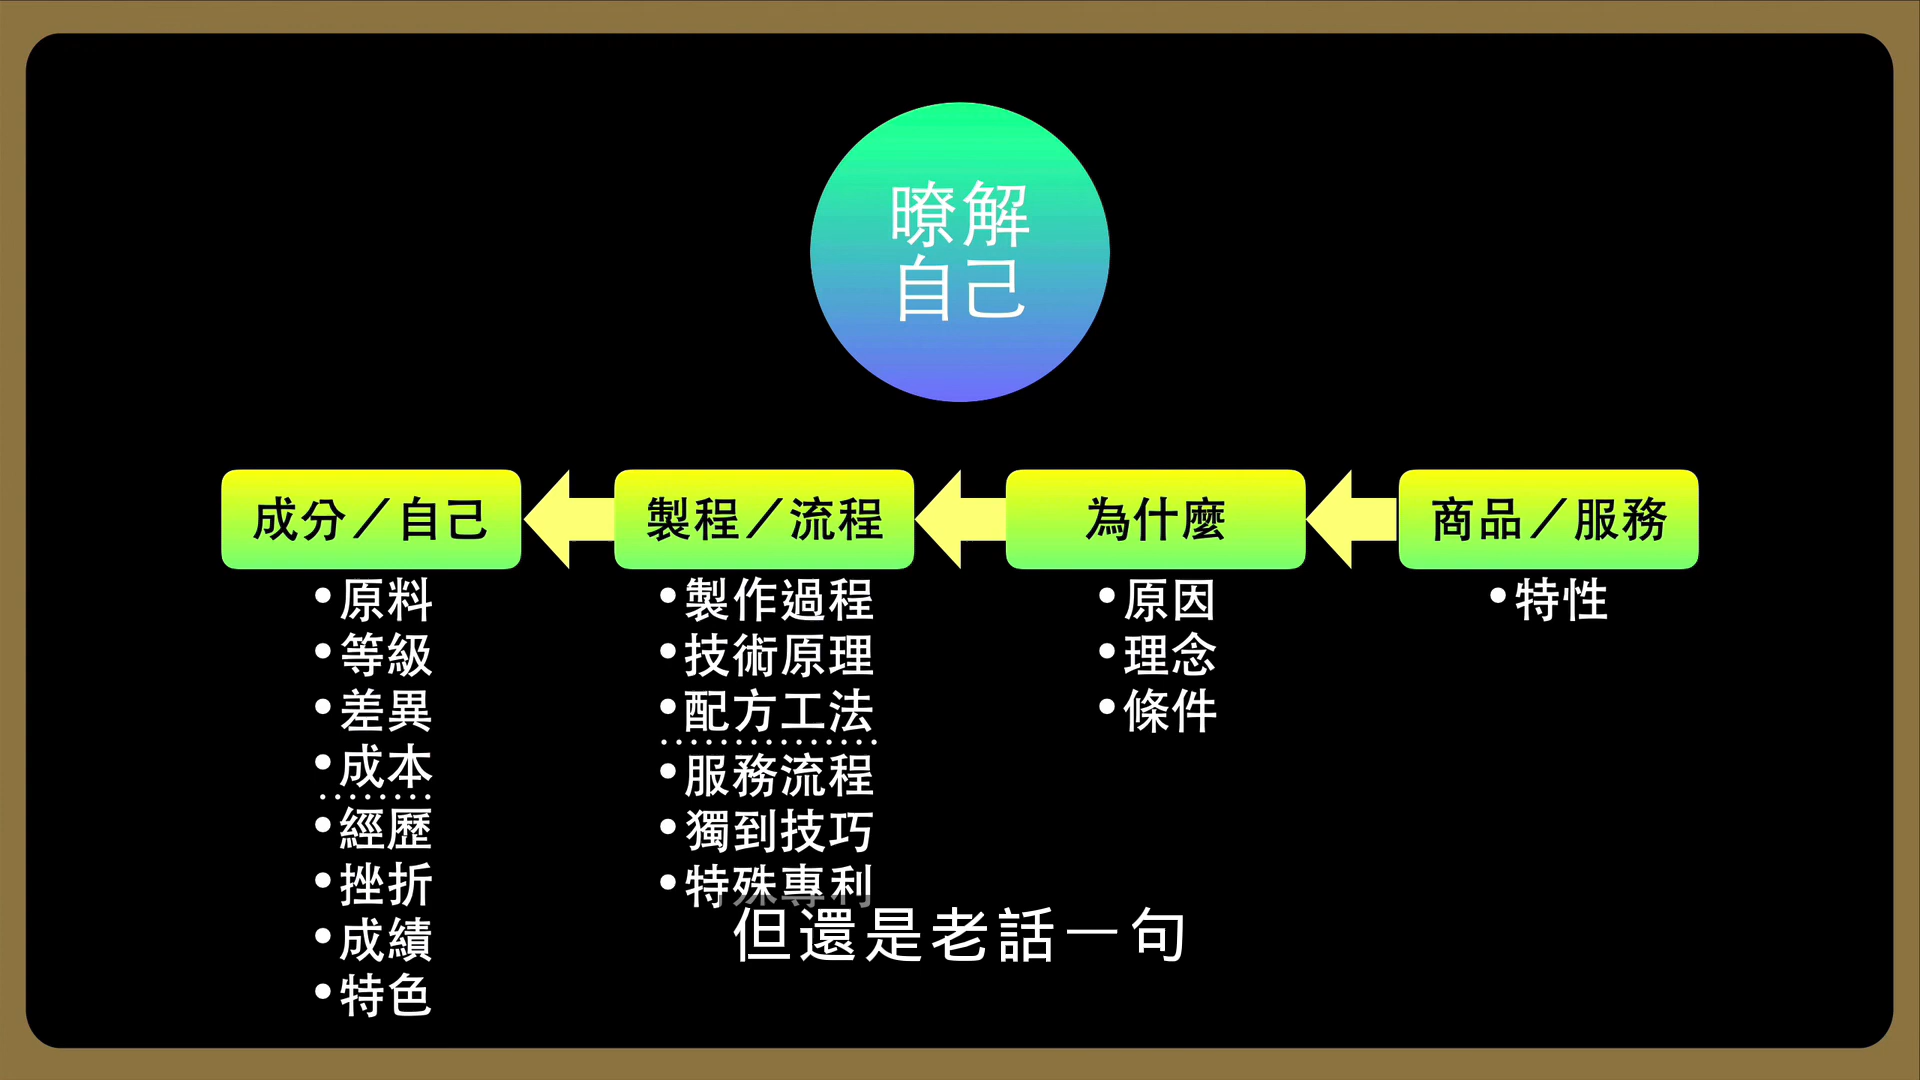 瞭解
自己
成分／自己
•原料
•等級
•差異
•成本
•經歷
•挫折
•成績
•特色
製程／流程
•製作過程
•技術原理
•配方工法
•服務流程
•獨到技巧
•特殊專利
為什麼
•原因
•理念
•條件
商品／服務
•特性
但還是老話一句